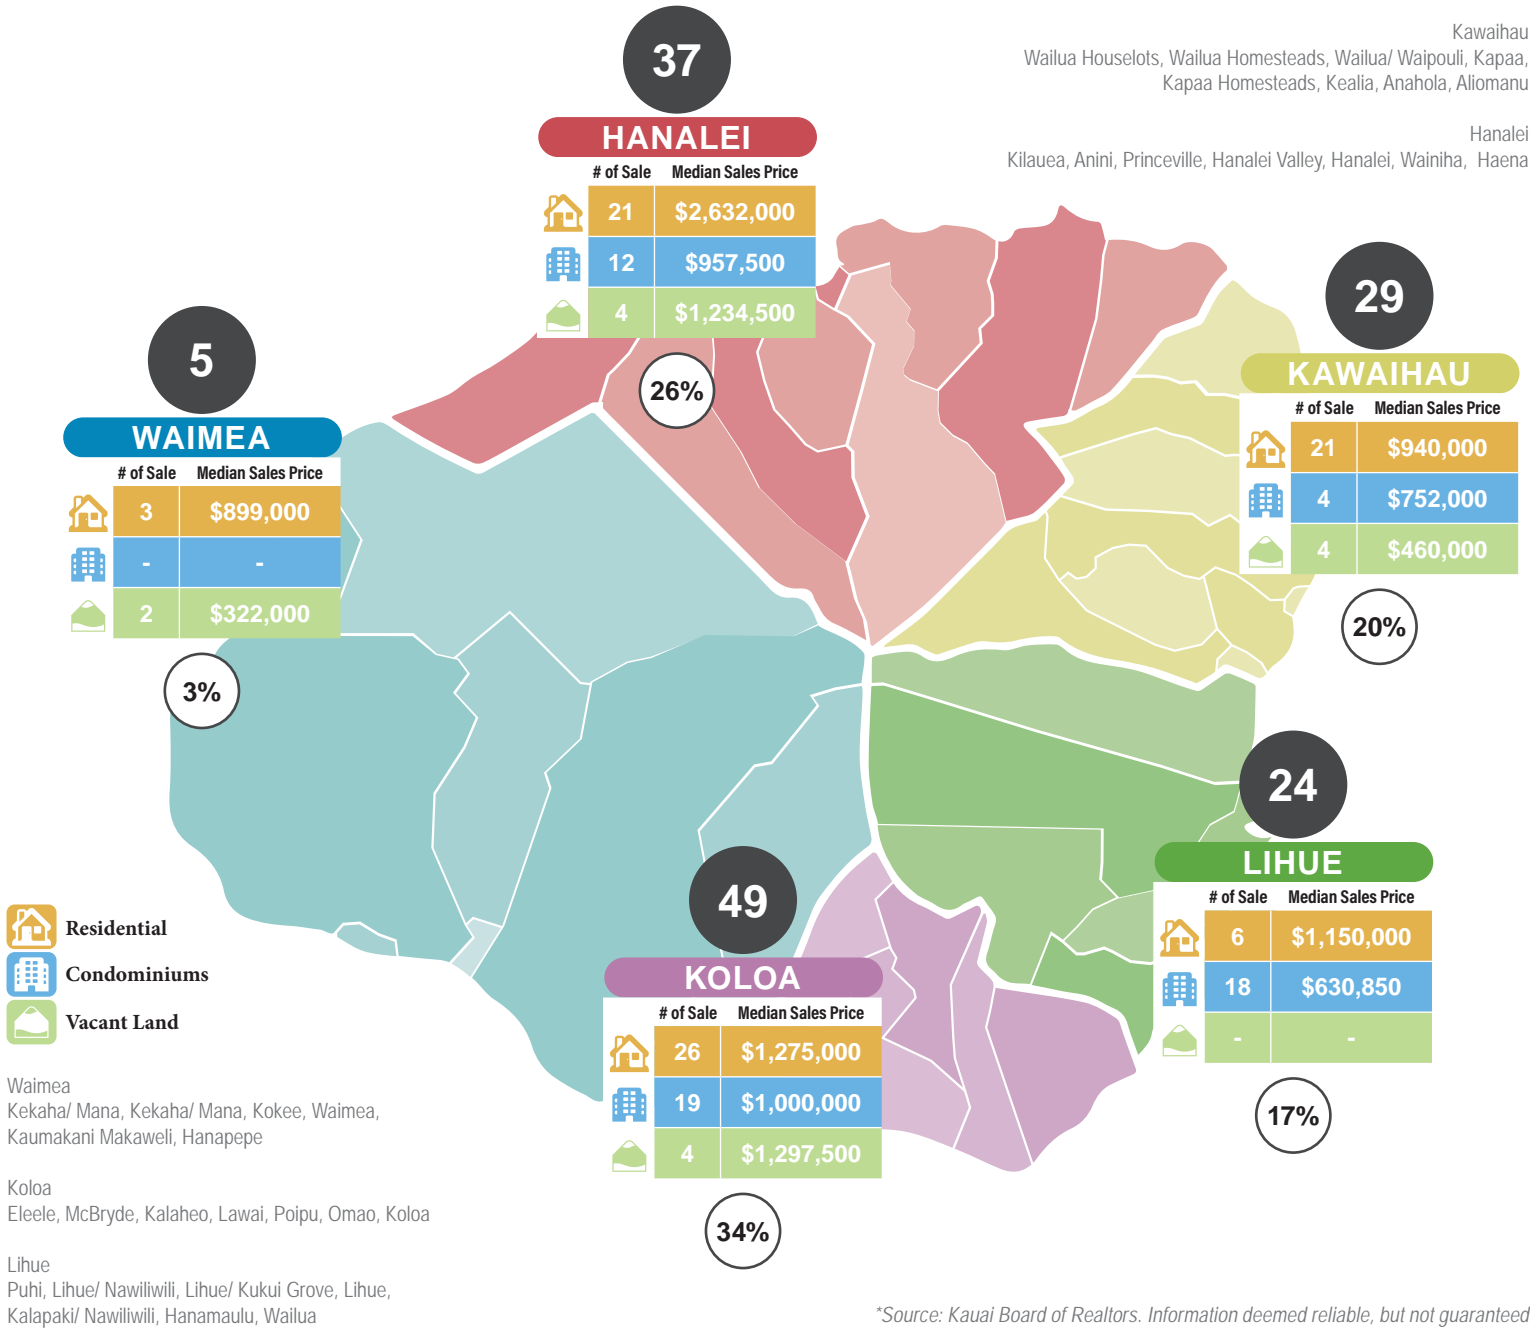 Kawaihau
Wailua Houselots, Wailua Homesteads, Wailua/ Waipouli, Kapaa,
Kapaa Homesteads, Kealia, Anahola, Aliomanu
Hanalei
Kilauea, Anini, Princeville, Hanalei Valley, Hanalei, Wainiha, Haena
37
HANALEI
# of Sale Median Sales Price
21 $2,632,000
12 $957,500
4 $1,234,500
26%
29
KAWAIHAU
# of Sale Median Sales Price
21 $940,000
4 $752,000
4 $460,000
20%
5
WAIMEA
# of Sale Median Sales Price
3 $899,000
- -
2 $322,000
3%
24
LIHUE
# of Sale Median Sales Price
6 $1,150,000
18 $630,850
- -
17%
49
KOLOA
# of Sale Median Sales Price
26 $1,275,000
19 $1,000,000
4 $1,297,500
34%
Residential
Condominiums
Vacant Land
Waimea
Kekaha/ Mana, Kekaha/ Mana, Kokee, Waimea,
Kaumakani Makaweli, Hanapepe
Koloa
Eleele, McBryde, Kalaheo, Lawai, Poipu, Omao, Koloa
Lihue
Puhi, Lihue/ Nawiliwili, Lihue/ Kukui Grove, Lihue,
Kalapaki/ Nawiliwili, Hanamaulu, Wailua
*Source: Kauai Board of Realtors. Information deemed reliable, but not guaranteed